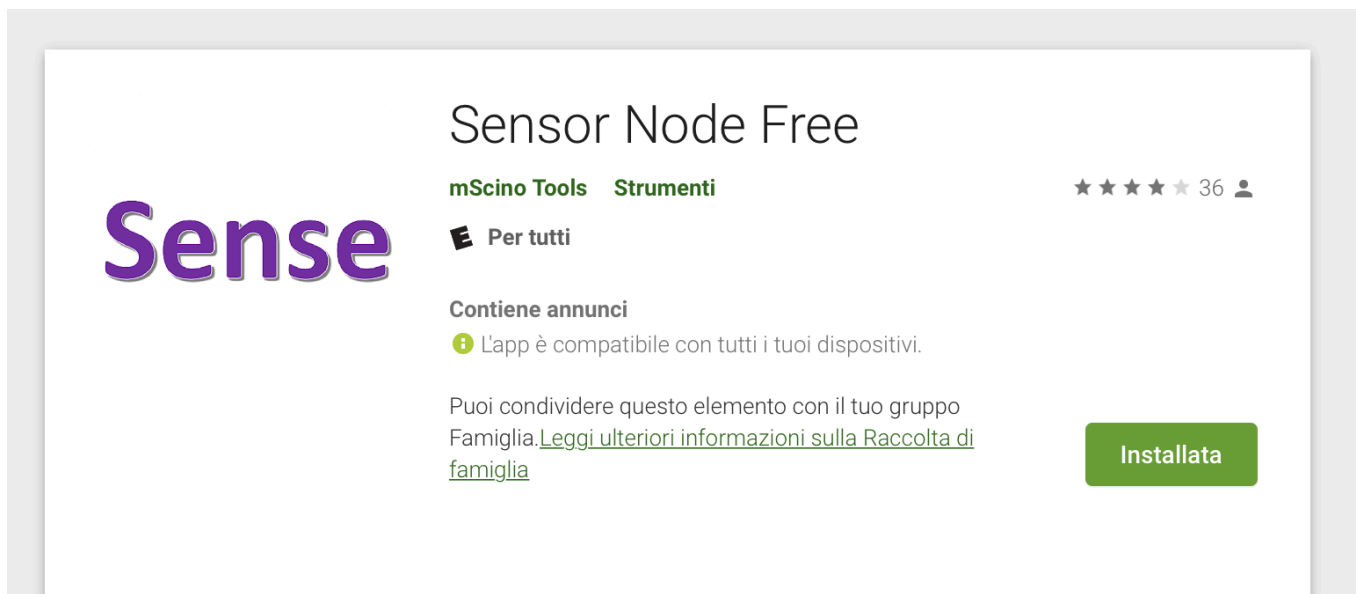 Sensor Node Free
mScino Tools Strumenti
36
Sense
E Per tutti
Contiene annunci
L'app è compatibile con tutti i tuoi dispositivi.
Puoi condividere questo elemento con il tuo gruppo
Famiglia.Leggi ulteriori informazioni sulla Raccolta di
famiglia
Installata